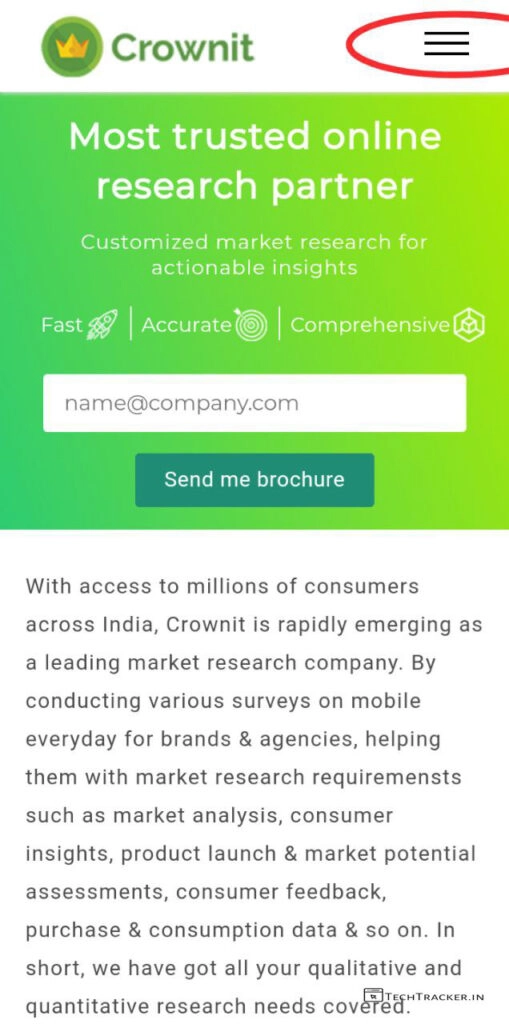 Crownit
Most trusted online
research partner
Customized market research for
actionable insights
Fast | Accurate | Comprehensive
name@company.com
Send me brochure
With access to millions of consumers
across India, Crownit is rapidly emerging as
a leading market research company. By
conducting various surveys on mobile
everyday for brands & agencies, helping
them with market research requiremensts
such as market analysis, consumer
insights, product launch & market potential
assessments, consumer feedback,
purchase & consumption data & so on. In
short, we have got all your qualitative and
quantitative research needs covered.
TechTracker.in